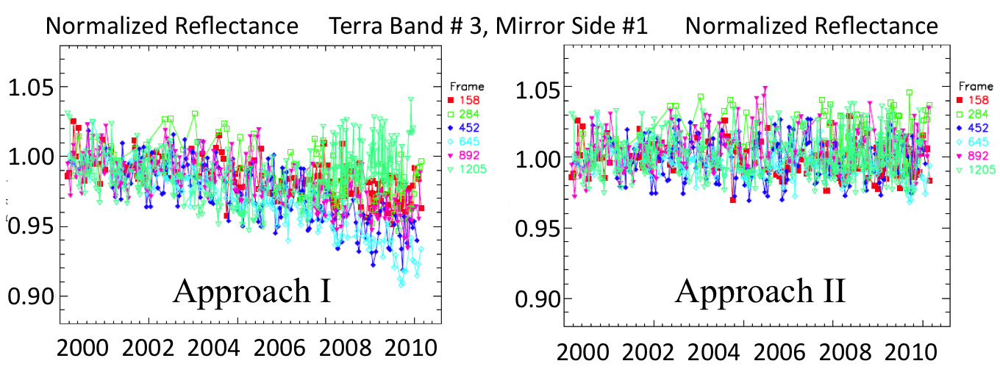 Normalized Reflectance Terra Band # 3, Mirror Side #1 Normalized Reflectance
1.05
1.00
0.95
0.90
Frame
158
284
452
645
892
1205
Approach I
2000 2002 2004 2006 2008 2010
1.05
1.00
0.95
0.90
Frame
158
284
452
645
892
1205
Approach II
2000 2002 2004 2006 2008 2010